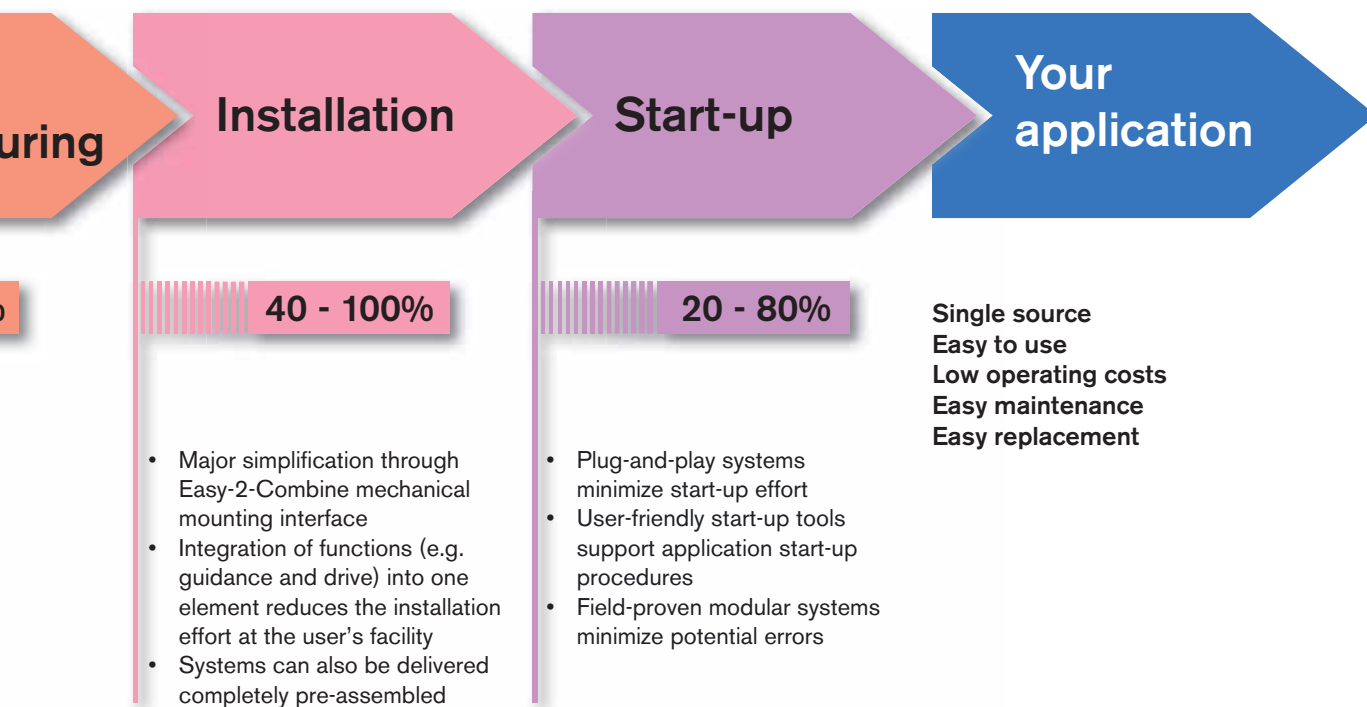 uring
Installation
Start-up
Your
application
%
40 - 100%
20 - 80%
Single source
Easy to use
Low operating costs
Easy maintenance
Easy replacement
• Major simplification through
Easy-2-Combine mechanical
mounting interface
• Integration of functions (e.g.
guidance and drive) into one
element reduces the installation
effort at the user’s facility
• Systems can also be delivered
completely pre-assembled
• Plug-and-play systems
minimize start-up effort
• User-friendly start-up tools
support application start-up
procedures
• Field-proven modular systems
minimize potential errors